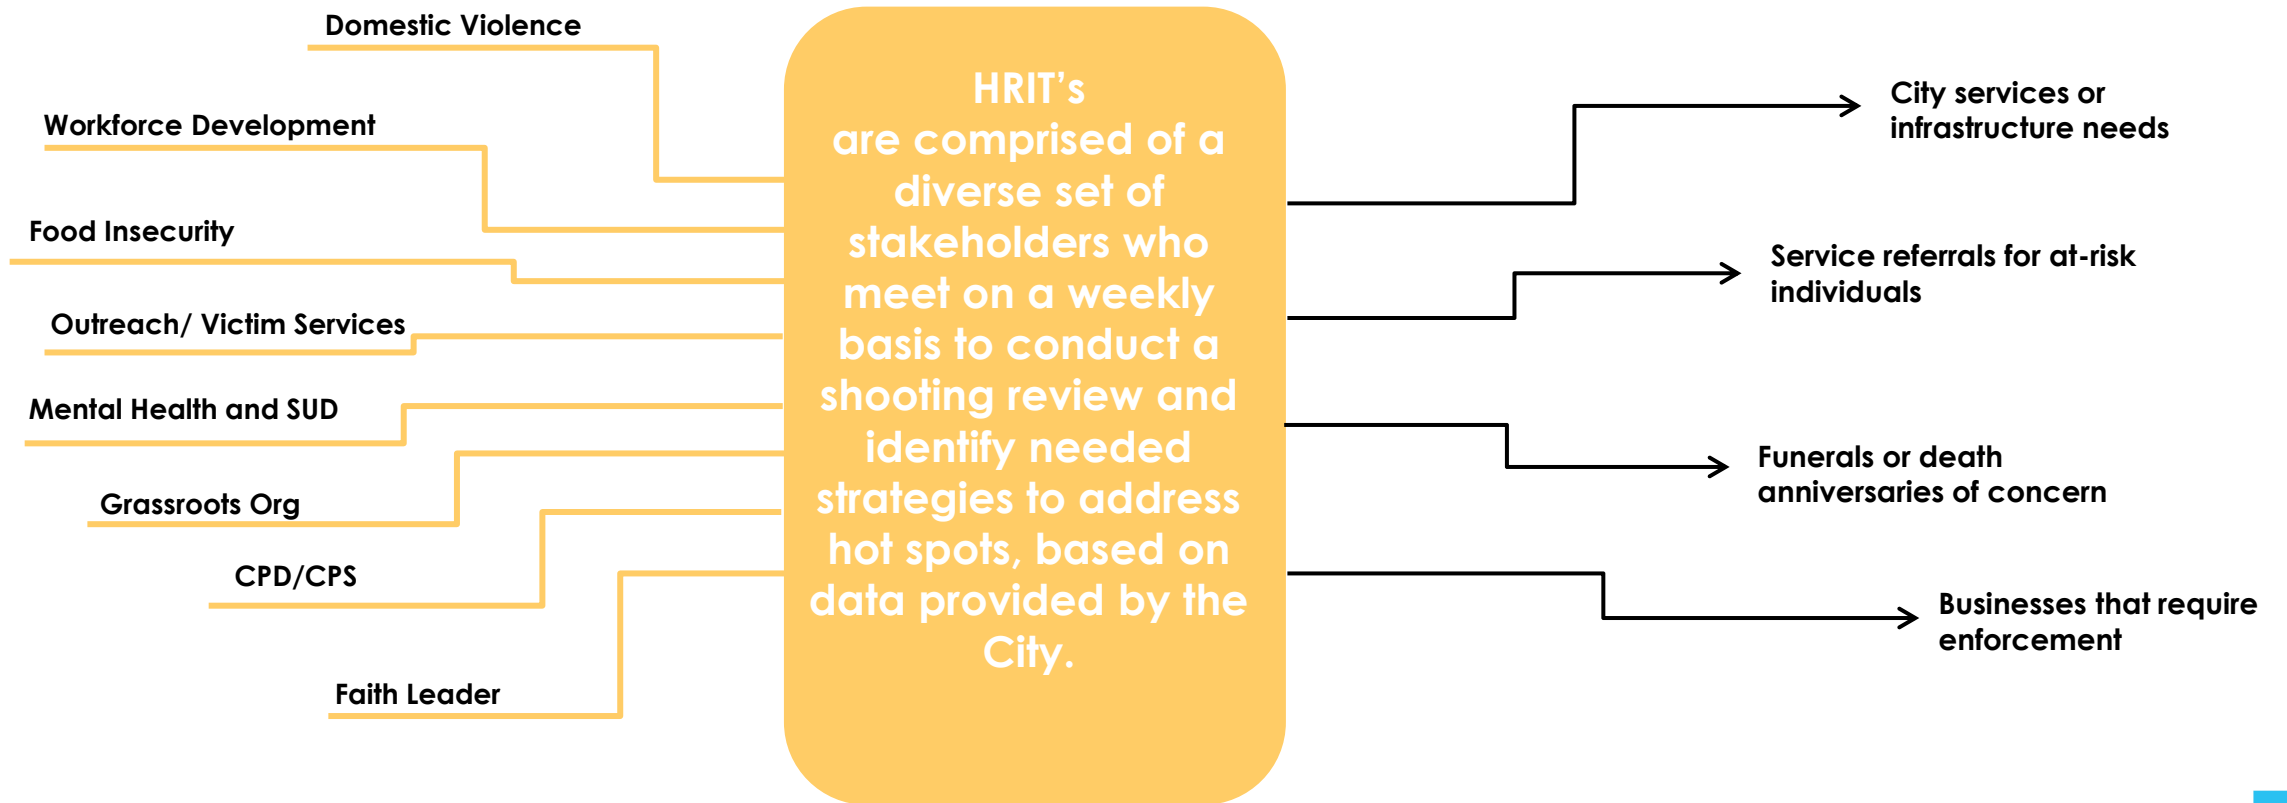 Domestic Violence
Workforce Development
Food Insecurity
Outreach/ Victim Services
Mental Health and SUD
Grassroots Org
CPD/CPS
Faith Leader
HRIT’s
are comprised of a
diverse set of
stakeholders who
meet on a weekly
basis to conduct a
shooting review and
identify needed
strategies to address
hot spots, based on
data provided by the
City.
City services or
infrastructure needs
Service referrals for at-risk
individuals
Funerals or death
anniversaries of concern
Businesses that require
enforcement